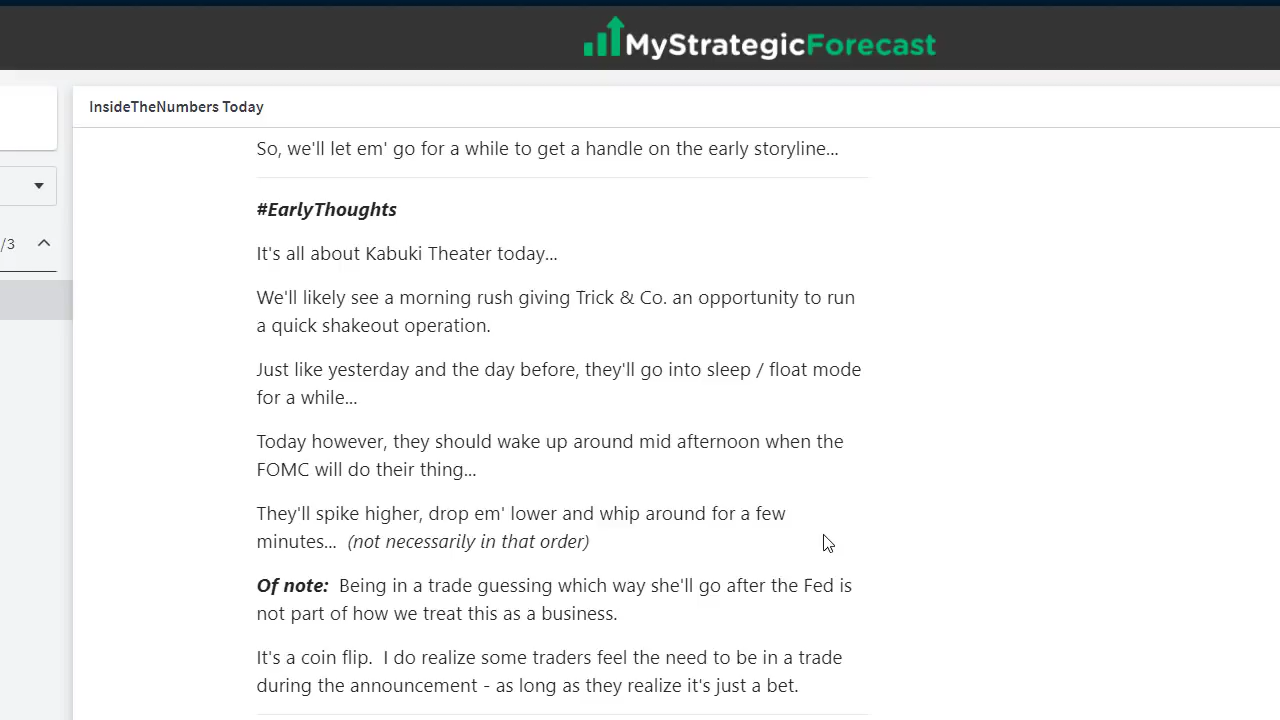 MyStrategicForecast
InsideTheNumbers Today
So, we'll let em' go for a while to get a handle on the early storyline...
/3
#EarlyThoughts
It's all about Kabuki Theater today...
We'll likely see a morning rush giving Trick & Co. an opportunity to run
a quick shakeout operation.
Just like yesterday and the day before, they'll go into sleep / float mode
for a while...
Today however, they should wake up around mid afternoon when the
FOMC will do their thing...
They'll spike higher, drop em' lower and whip around for a few
minutes... (not necessarily in that order)
Of note: Being in a trade guessing which way she'll go after the Fed is
not part of how we treat this as a business.
It's a coin flip. I do realize some traders feel the need to be in a trade
during the announcement - as long as they realize it's just a bet.